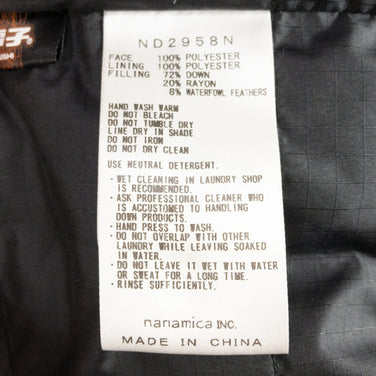 子®
ND2958N
FACE 100% POLYESTER
LINING 100% POLYESTER
FILLING 72% DOWN
20% RAYON
8% WATERFOWL FEATHERS
HAND WASH WARM
DO NOT BLEACH
DO NOT TUMBLE DRY
LINE DRY IN SHADE
DO NOT IRON
DO NOT DRY CLEAN
USE NEUTRAL DETERGENT.
・WET CLEANING IN LAUNDRY SHOP
IS RECOMMENDED.
・ASK PROFESSIONAL CLEANER WHO
IS ACCUSTOMED TO HANDLING
DOWN PRODUCTS.
・HAND PRESS TO WASH.
・DO NOT OVERLAP WITH OTHER
LAUNDRY WHILE LEAVING SOAKED
IN WATER.
・DO NOT LEAVE IT WET WITH WATER
OR SWEAT FOR A LONG TIME.
・RINSE SUFFICIENTLY.
nanamica INC.
MADE IN CHINA